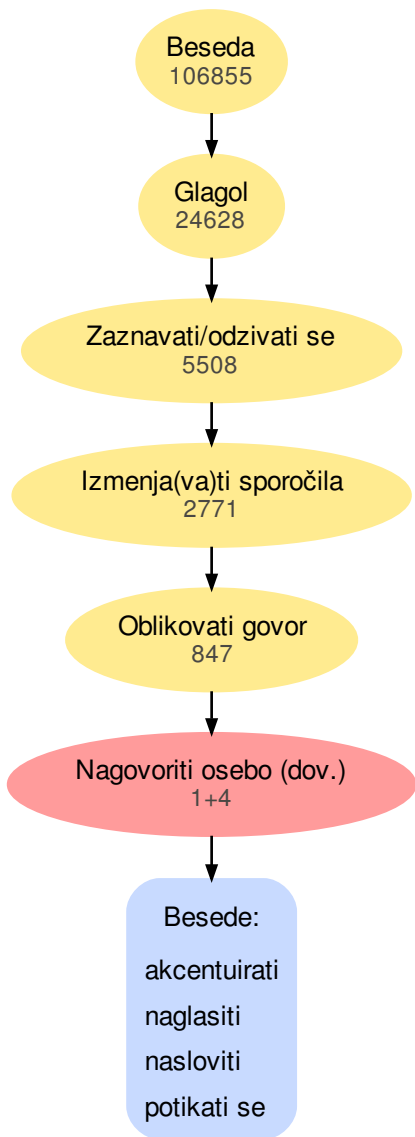 Beseda
106855
Glagol
24628
Zaznavati/odzivati se
5508
Izmenja(va)ti sporočila
2771
Oblikovati govor
847
Nagovoriti osebo (dov.)
1+4
Besede:
akcentuirati
naglasiti
nasloviti
potikati se